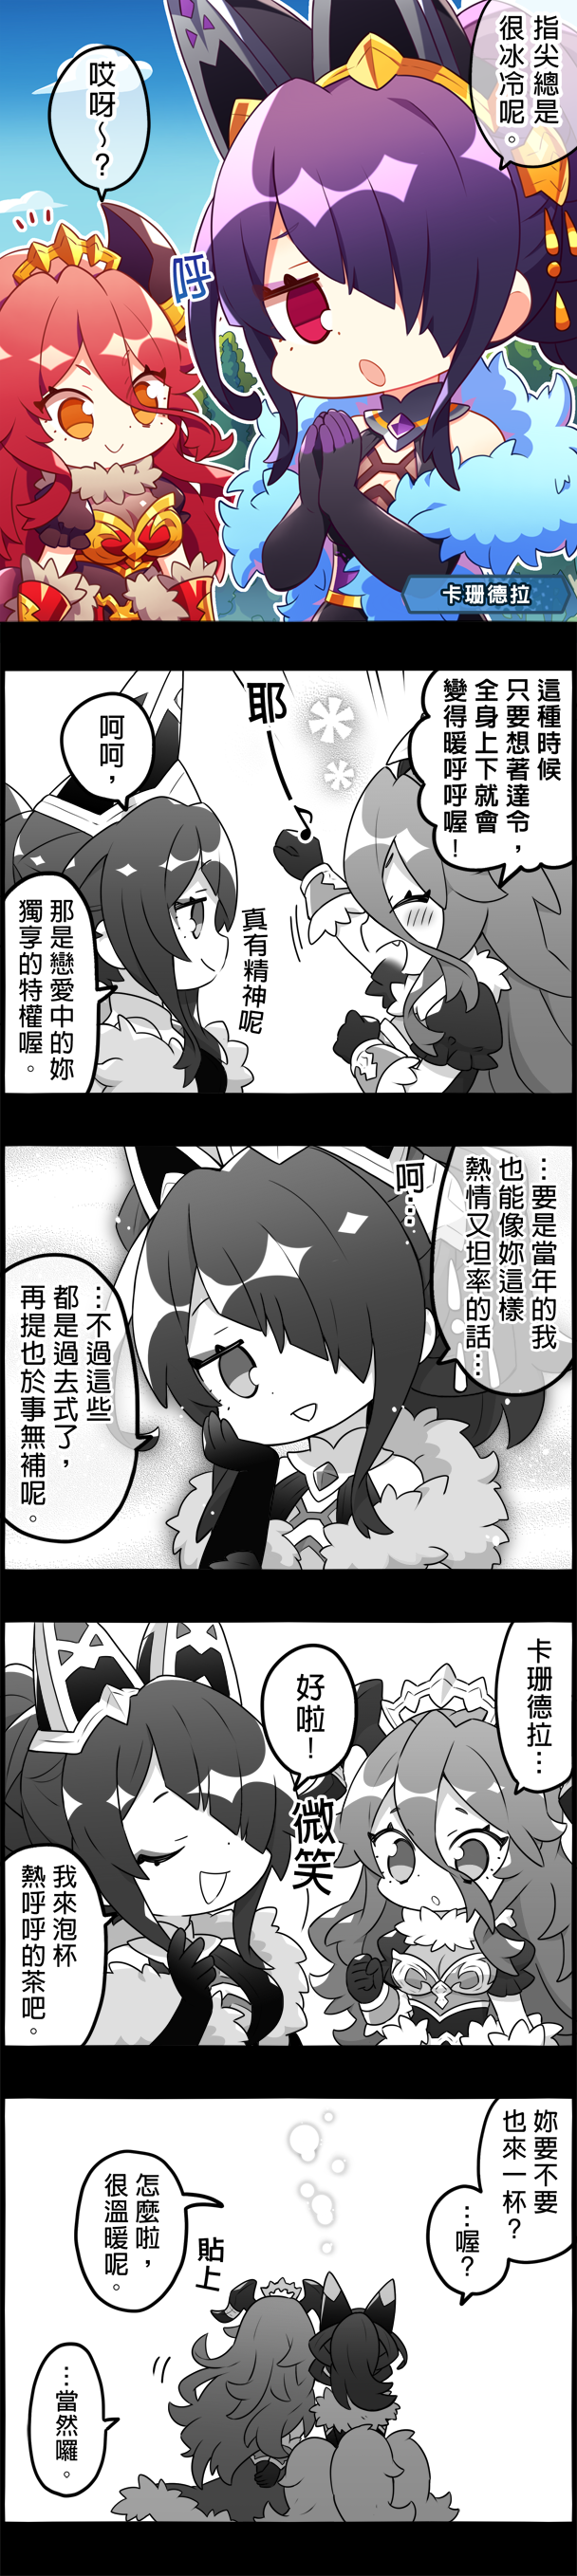 指尖總是
很冰冷呢。
哎呀～？
呼
卡珊德拉
這種時候
只要想著達令，
全身上下就會
變得暖呼呼喔！
耶
呵呵，
真有精神呢
那是戀愛中的妳
獨享的特權喔。
…要是當年的我
也能像妳這樣
熱情又坦率的話…
呵…
…不過這些
都是過去式了，
再提也於事無補呢。
卡珊德拉…
好啦！
微笑
我來泡杯
熱呼呼的茶吧。
妳要不要
也來一杯？
…喔？
貼上
怎麼啦，
很溫暖呢。
…當然囉。